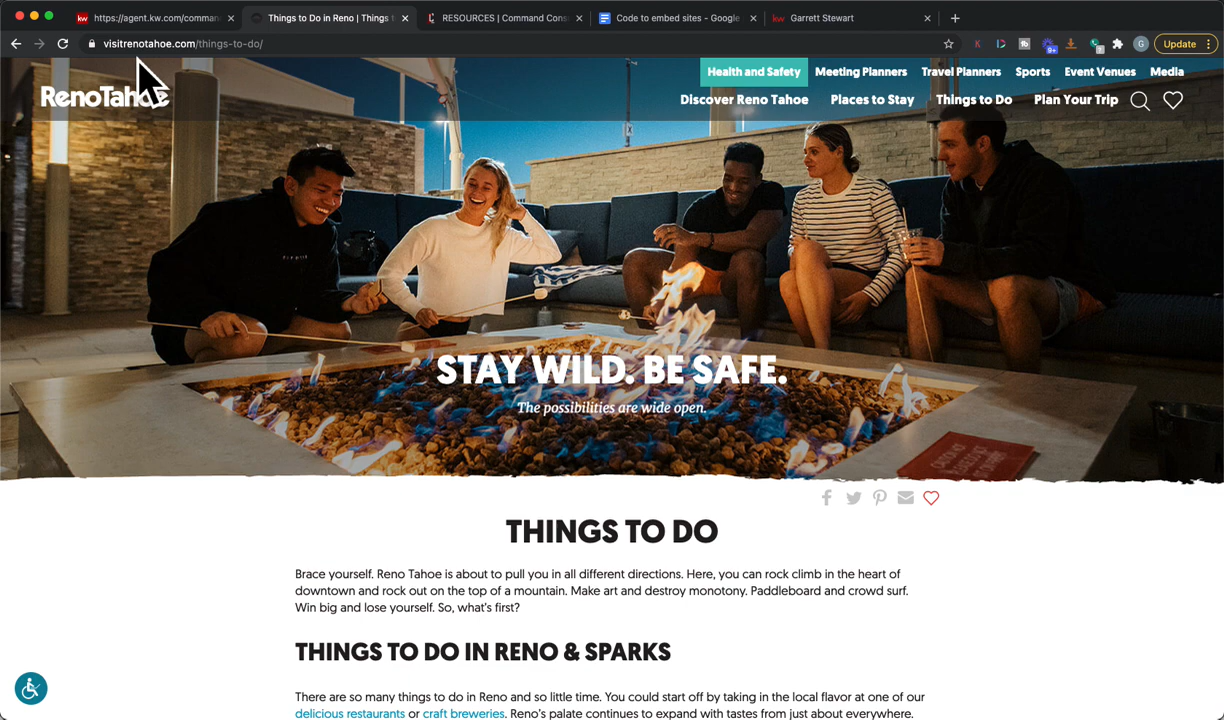 https://agent.kw.com/comman
Things to Do in Reno | Things t
RESOURCES | Command Cons
Code to embed sites - Google
kw Garrett Stewart
visitrenotahoe.com/things-to-do/
Update
Health and Safety
Meeting Planners
Travel Planners
Sports
Event Venues
Media
RenoTahoe
Discover Reno Tahoe
Places to Stay
Things to Do
Plan Your Trip
STAY WILD. BE SAFE.
The possibilities are wide open.
THINGS TO DO
Brace yourself. Reno Tahoe is about to pull you in all different directions. Here, you can rock climb in the heart of
downtown and rock out on the top of a mountain. Make art and destroy monotony. Paddleboard and crowd surf.
Win big and lose yourself. So, what's first?
THINGS TO DO IN RENO & SPARKS
There are so many things to do in Reno and so little time. You could start off by taking in the local flavor at one of our
delicious restaurants or craft breweries. Reno's palate continues to expand with tastes from just about everywhere.